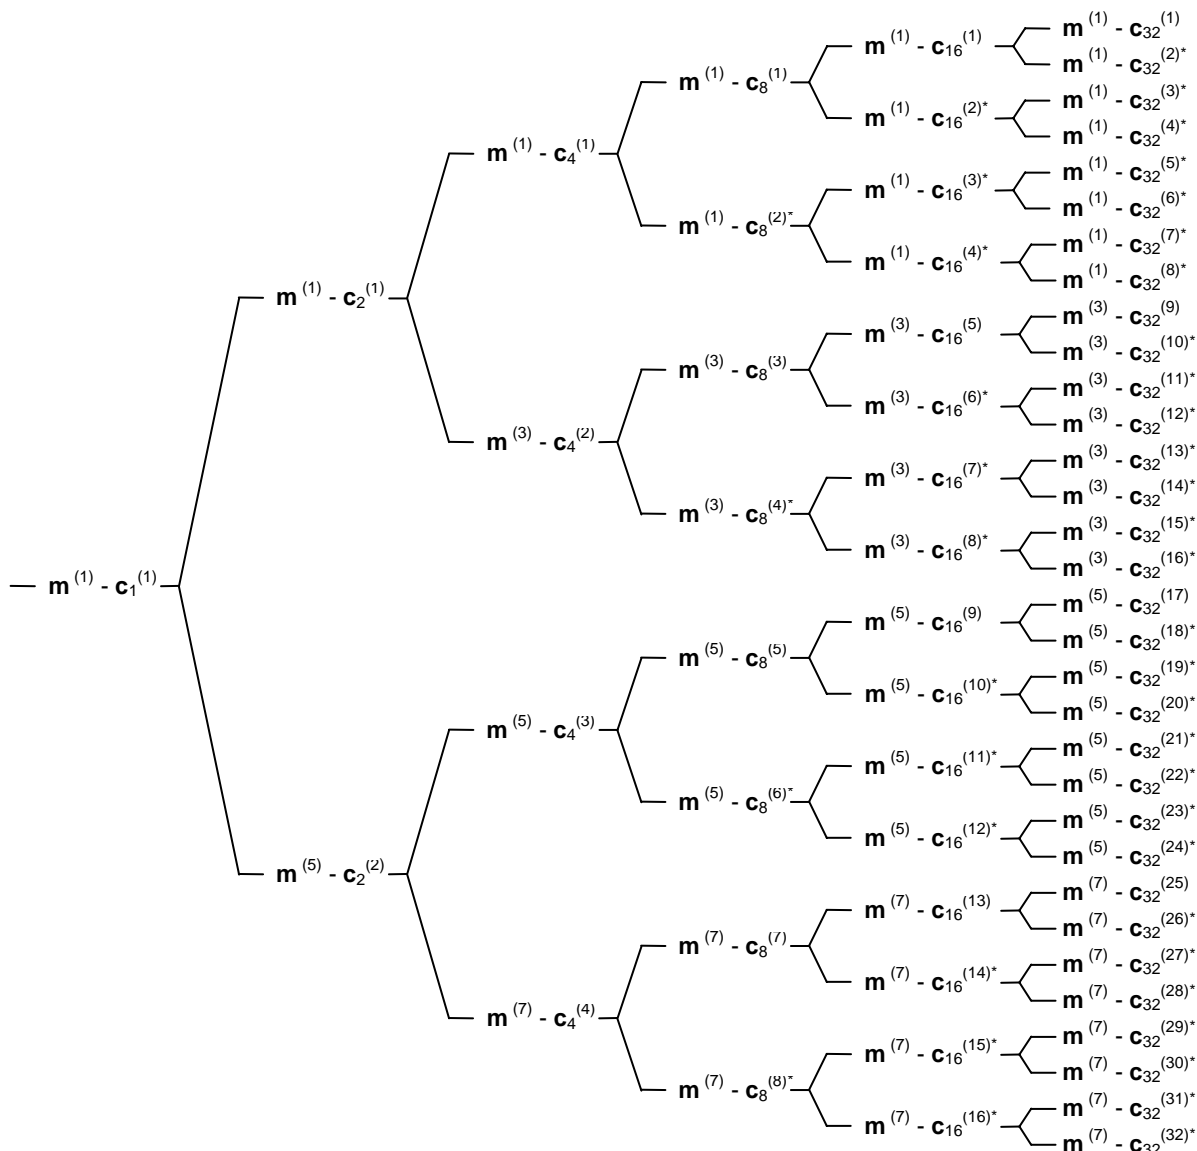 m(1) - c32(1)
m(1) - c16(1)
m(1) - c32(2)*
m(1) - c8(1)
m(1) - c32(3)*
m(1) - c16(2)*
m(1) - c32(4)*
m(1) - c4(1)
m(1) - c32(5)*
m(1) - c16(3)*
m(1) - c32(6)*
m(1) - c8(2)*
m(1) - c32(7)*
m(1) - c16(4)*
m(1) - c32(8)*
m(1) - c2(1)
m(3) - c32(9)
m(3) - c16(5)
m(3) - c32(10)*
m(3) - c8(3)
m(3) - c32(11)*
m(3) - c16(6)*
m(3) - c32(12)*
m(3) - c4(2)
m(3) - c32(13)*
m(3) - c16(7)*
m(3) - c32(14)*
m(3) - c8(4)*
m(3) - c32(15)*
m(3) - c16(8)*
m(3) - c32(16)*
m(1) - c1(1)
m(5) - c32(17)
m(5) - c16(9)
m(5) - c32(18)*
m(5) - c8(5)
m(5) - c32(19)*
m(5) - c16(10)*
m(5) - c32(20)*
m(5) - c4(3)
m(5) - c32(21)*
m(5) - c16(11)*
m(5) - c32(22)*
m(5) - c8(6)*
m(5) - c32(23)*
m(5) - c16(12)*
m(5) - c32(24)*
m(5) - c2(2)
m(7) - c32(25)
m(7) - c16(13)
m(7) - c32(26)*
m(7) - c8(7)
m(7) - c32(27)*
m(7) - c16(14)*
m(7) - c32(28)*
m(7) - c4(4)
m(7) - c32(29)*
m(7) - c16(15)*
m(7) - c32(30)*
m(7) - c8(8)*
m(7) - c32(31)*
m(7) - c16(16)*
m(7) - c32(32)*